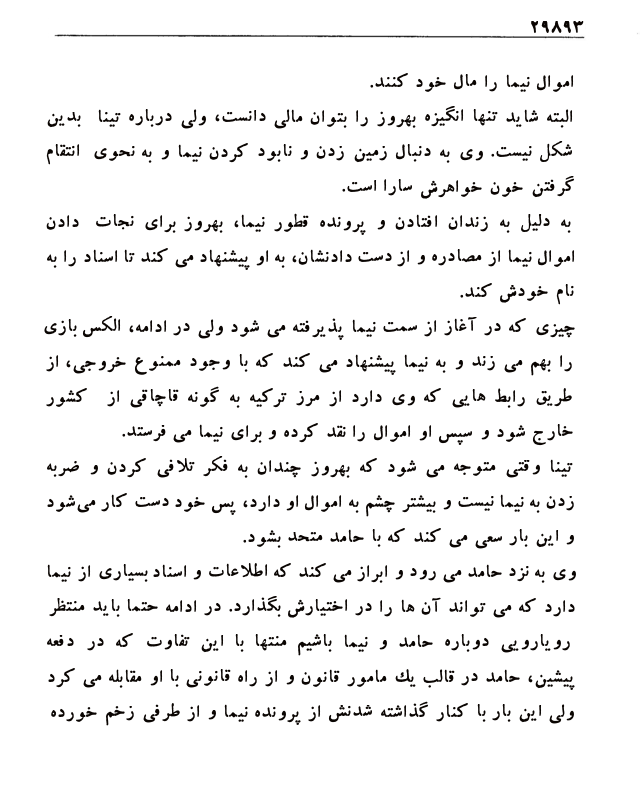 ۲۹۸۹۳
اموال نیما را مال خود کنند.
البته شاید تنها انگیزه بهروز را بتوان مالی دانست، ولی درباره تینا بدین
شکل نیست. وی به دنبال زمین زدن و نابود کردن نیما و به نحوی انتقام
گرفتن خون خواهرش سارا است.
به دلیل به زندان افتادن و پرونده قطور نیما، بهروز برای نجات دادن
اموال نیما از مصادره و از دست دادنشان، به او پیشنهاد می کند تا اسناد را به
نام خودش کند.
چیزی که در آغاز از سمت نیما پذیرفته می شود ولی در ادامه، الکس بازی
را بهم می زند و به نیما پیشنهاد می کند که با وجود ممنوع خروجی، از
طریق رابط هایی که وی دارد از مرز ترکیه به گونه قاچاقی از کشور
خارج شود و سپس او اموال را نقد کرده و برای نیما می فرستد.
تینا وقتی متوجه می شود که بهروز چندان به فکر تلافی کردن و ضربه
زدن به نیما نیست و بیشتر چشم به اموال او دارد، پس خود دست کار می‌شود
و این بار سعی می کند که با حامد متحد بشود.
وی به نزد حامد می رود و ابراز می کند که اطلاعات و اسناد بسیاری از نیما
دارد که می تواند آن ها را در اختیارش بگذارد. در ادامه حتما باید منتظر
رویارویی دوباره حامد و نیما باشیم منتها با این تفاوت که در دفعه
پیشین، حامد در قالب یك مامور قانون و از راه قانونی با او مقابله می کرد
ولی این بار با کنار گذاشته شدنش از پرونده نیما و از طرفی زخم خورده